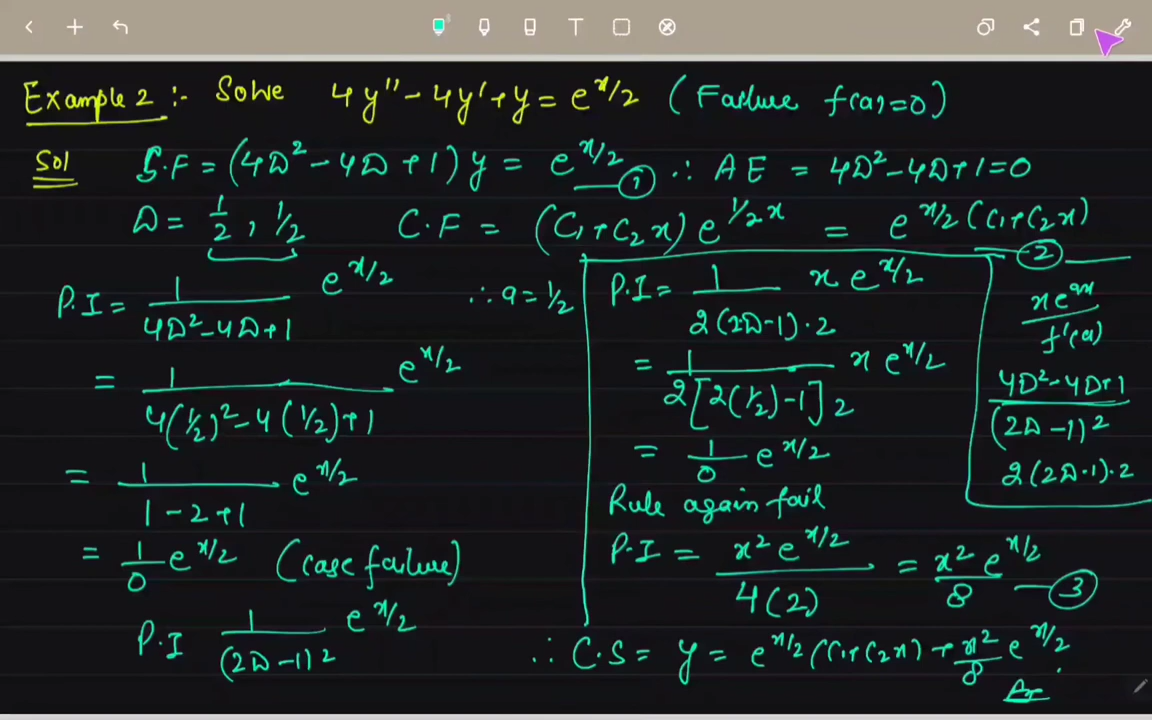 Example 2 :- Solve 4y'' - 4y' + y = e^x/2 (Failure f(a)=0)
Sol S.F = (4D² - 4D + 1) y = e^x/2 —① ∴ AE = 4D² - 4D + 1 = 0
D = 1/2, 1/2 C.F = (C₁ + C₂x) e^1/2 x = e^x/2 (C₁ + C₂x) —②
P.I = 1/(4D² - 4D + 1) e^x/2 ∴ a = 1/2
= 1/(4(1/2)² - 4(1/2) + 1) e^x/2
= 1/(1 - 2 + 1) e^x/2
= 1/0 e^x/2 (case failure)
P.I 1/(2D - 1)² e^x/2
P.I = 1/(2(2D - 1)·2) x e^x/2
= 1/(2[2(1/2) - 1]2) x e^x/2
= 1/0 e^x/2
Rule again fail
P.I = x² e^x/2 / 4(2) = x²/8 e^x/2 —③
x e^ax / f'(a)
4D² - 4D + 1
(2D - 1)²
2(2D - 1)·2
∴ C.S = y = e^x/2 (C₁ + C₂x) + x²/8 e^x/2